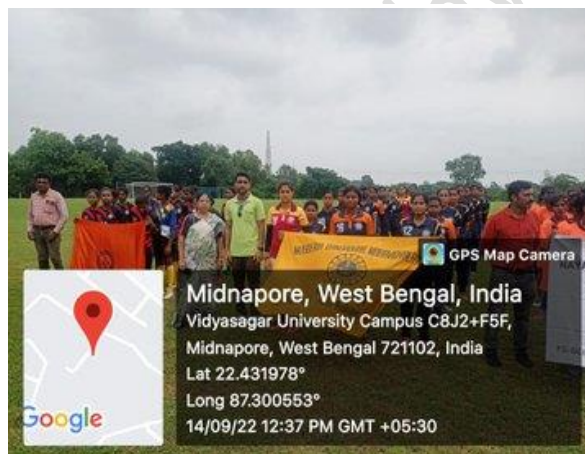 GPS Map Camera
Midnapore, West Bengal, India
Vidyasagar University Campus C8J2+F5F,
Midnapore, West Bengal 721102, India
Lat 22.431978°
Long 87.300553°
14/09/22 12:37 PM GMT +05:30
Google